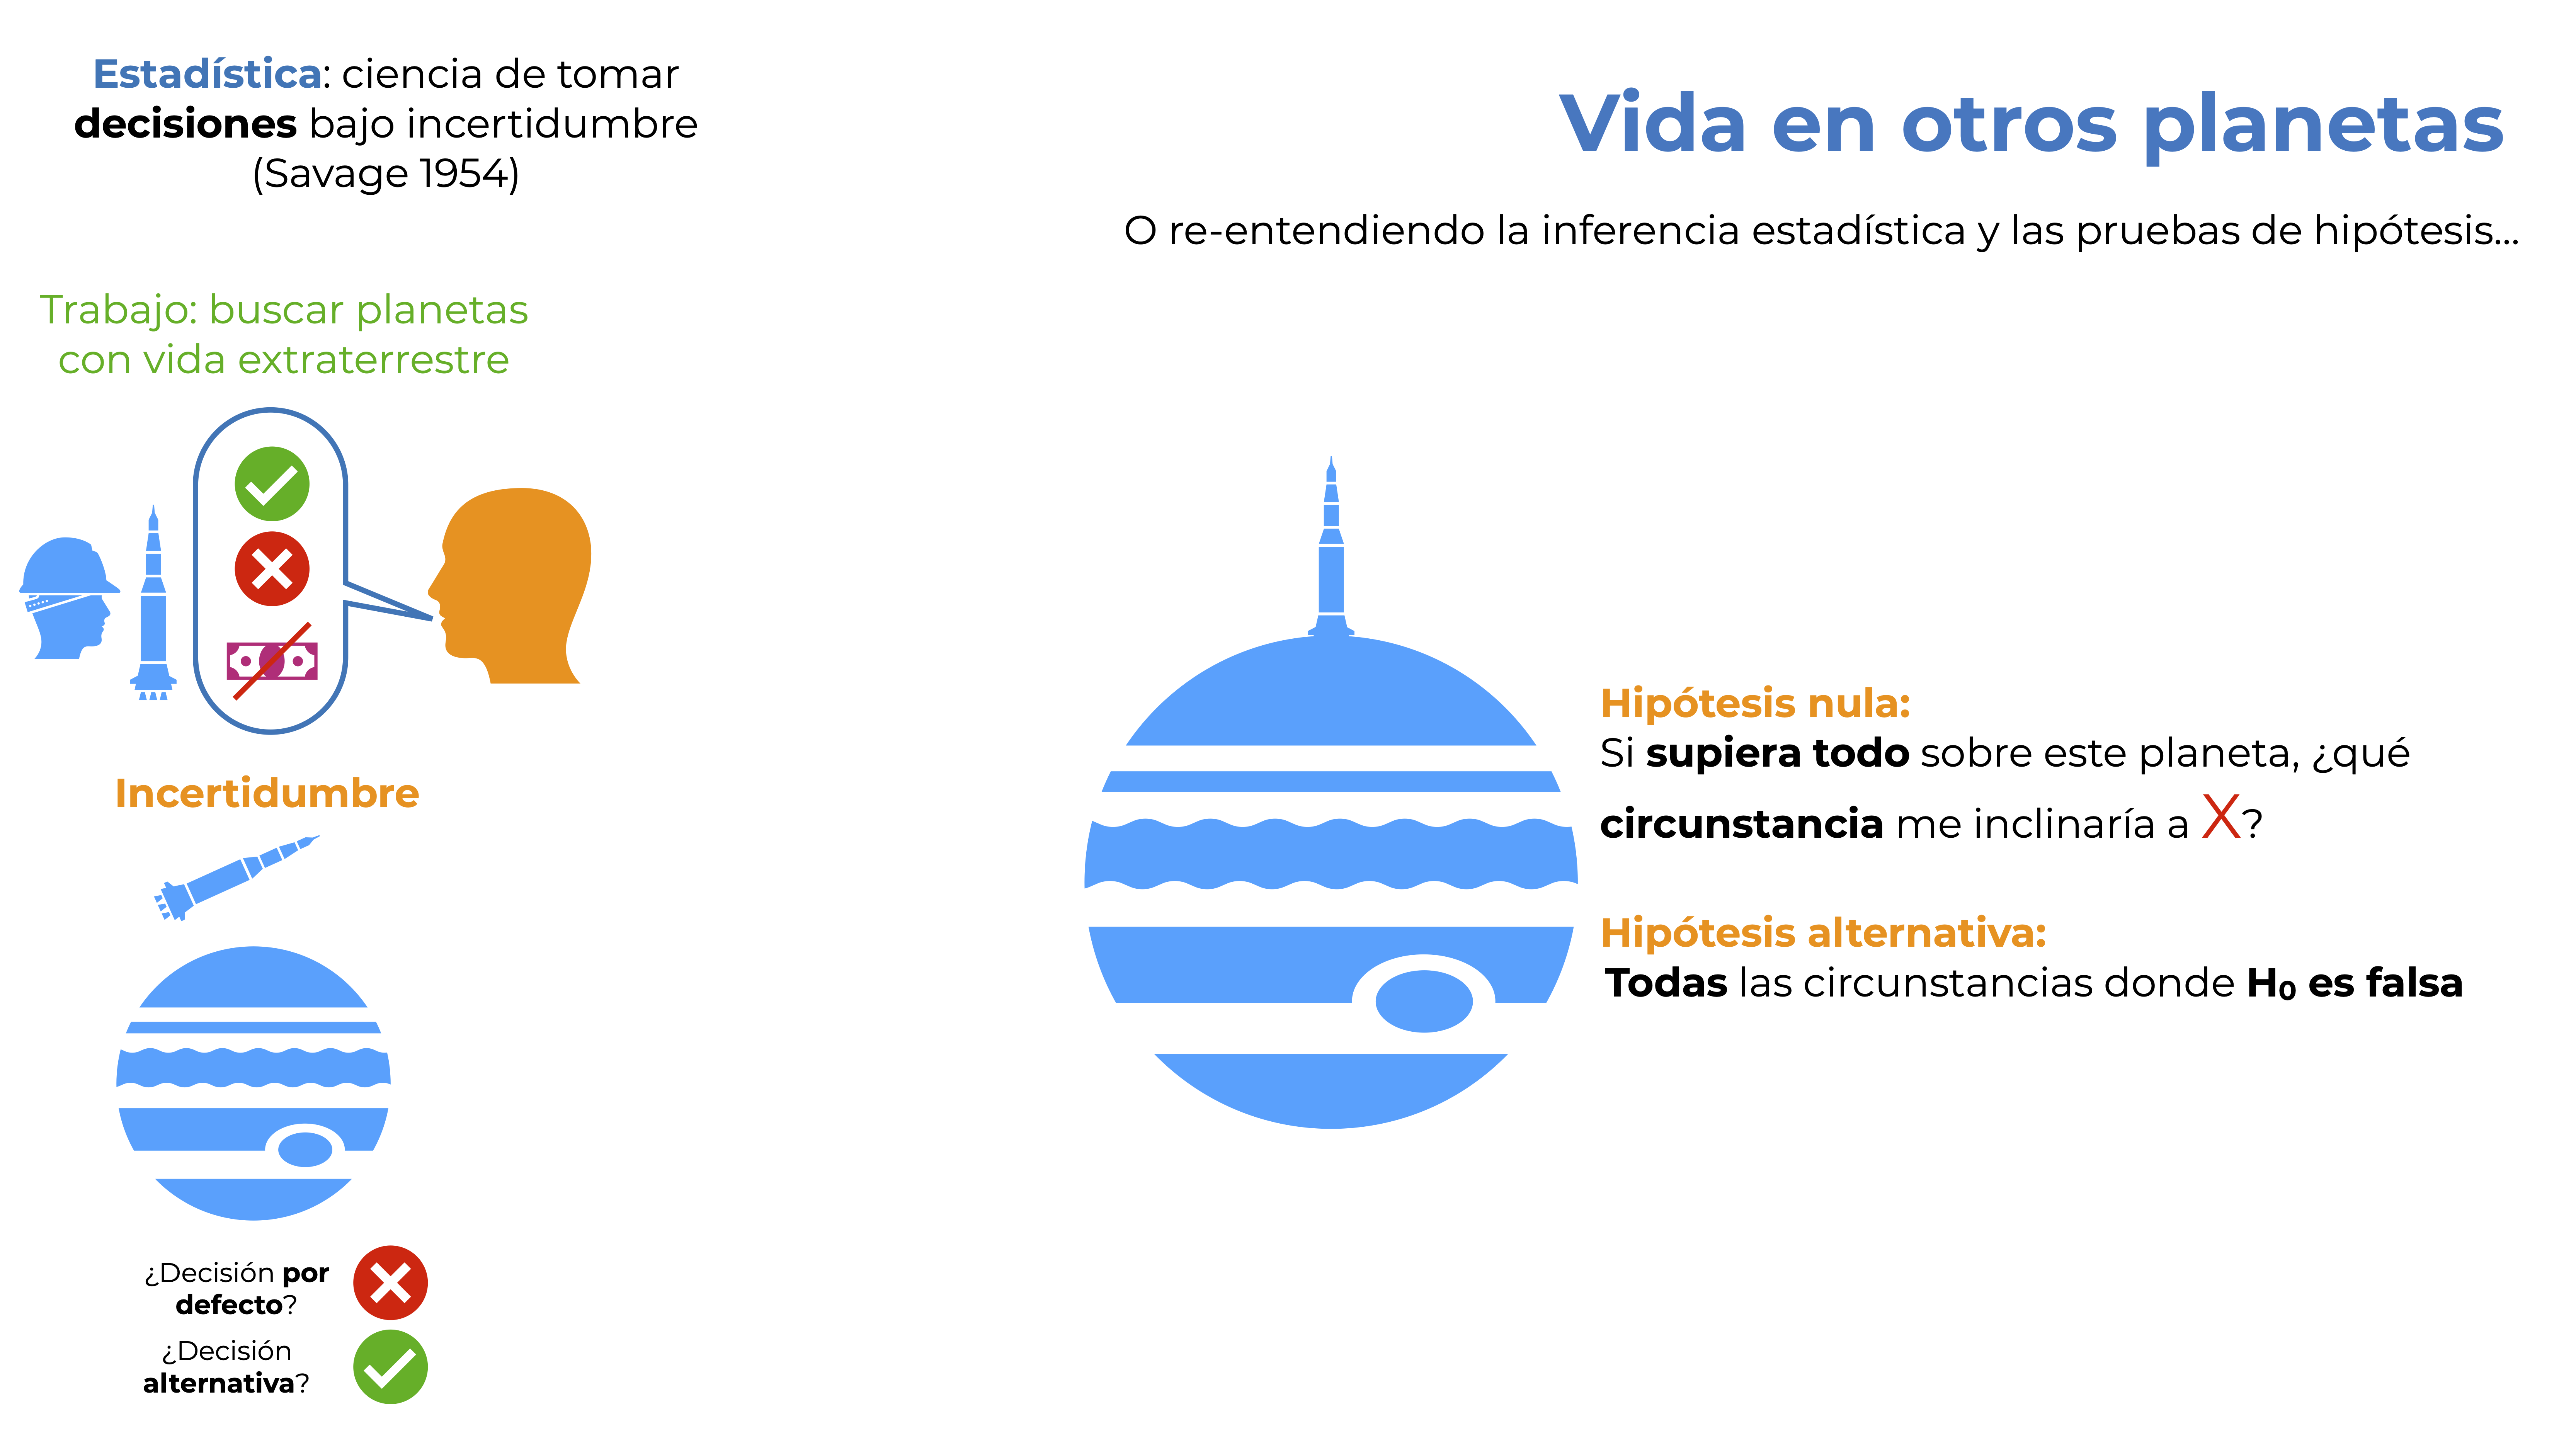 Estadística: ciencia de tomar
decisiones bajo incertidumbre
(Savage 1954)
Vida en otros planetas
O re-entendiendo la inferencia estadística y las pruebas de hipótesis...
Trabajo: buscar planetas
con vida extraterrestre
Incertidumbre
Hipótesis nula:
Si supiera todo sobre este planeta, ¿qué
circunstancia me inclinaría a X?
Hipótesis alternativa:
Todas las circunstancias donde H₀ es falsa
¿Decisión por
defecto?
¿Decisión
alternativa?